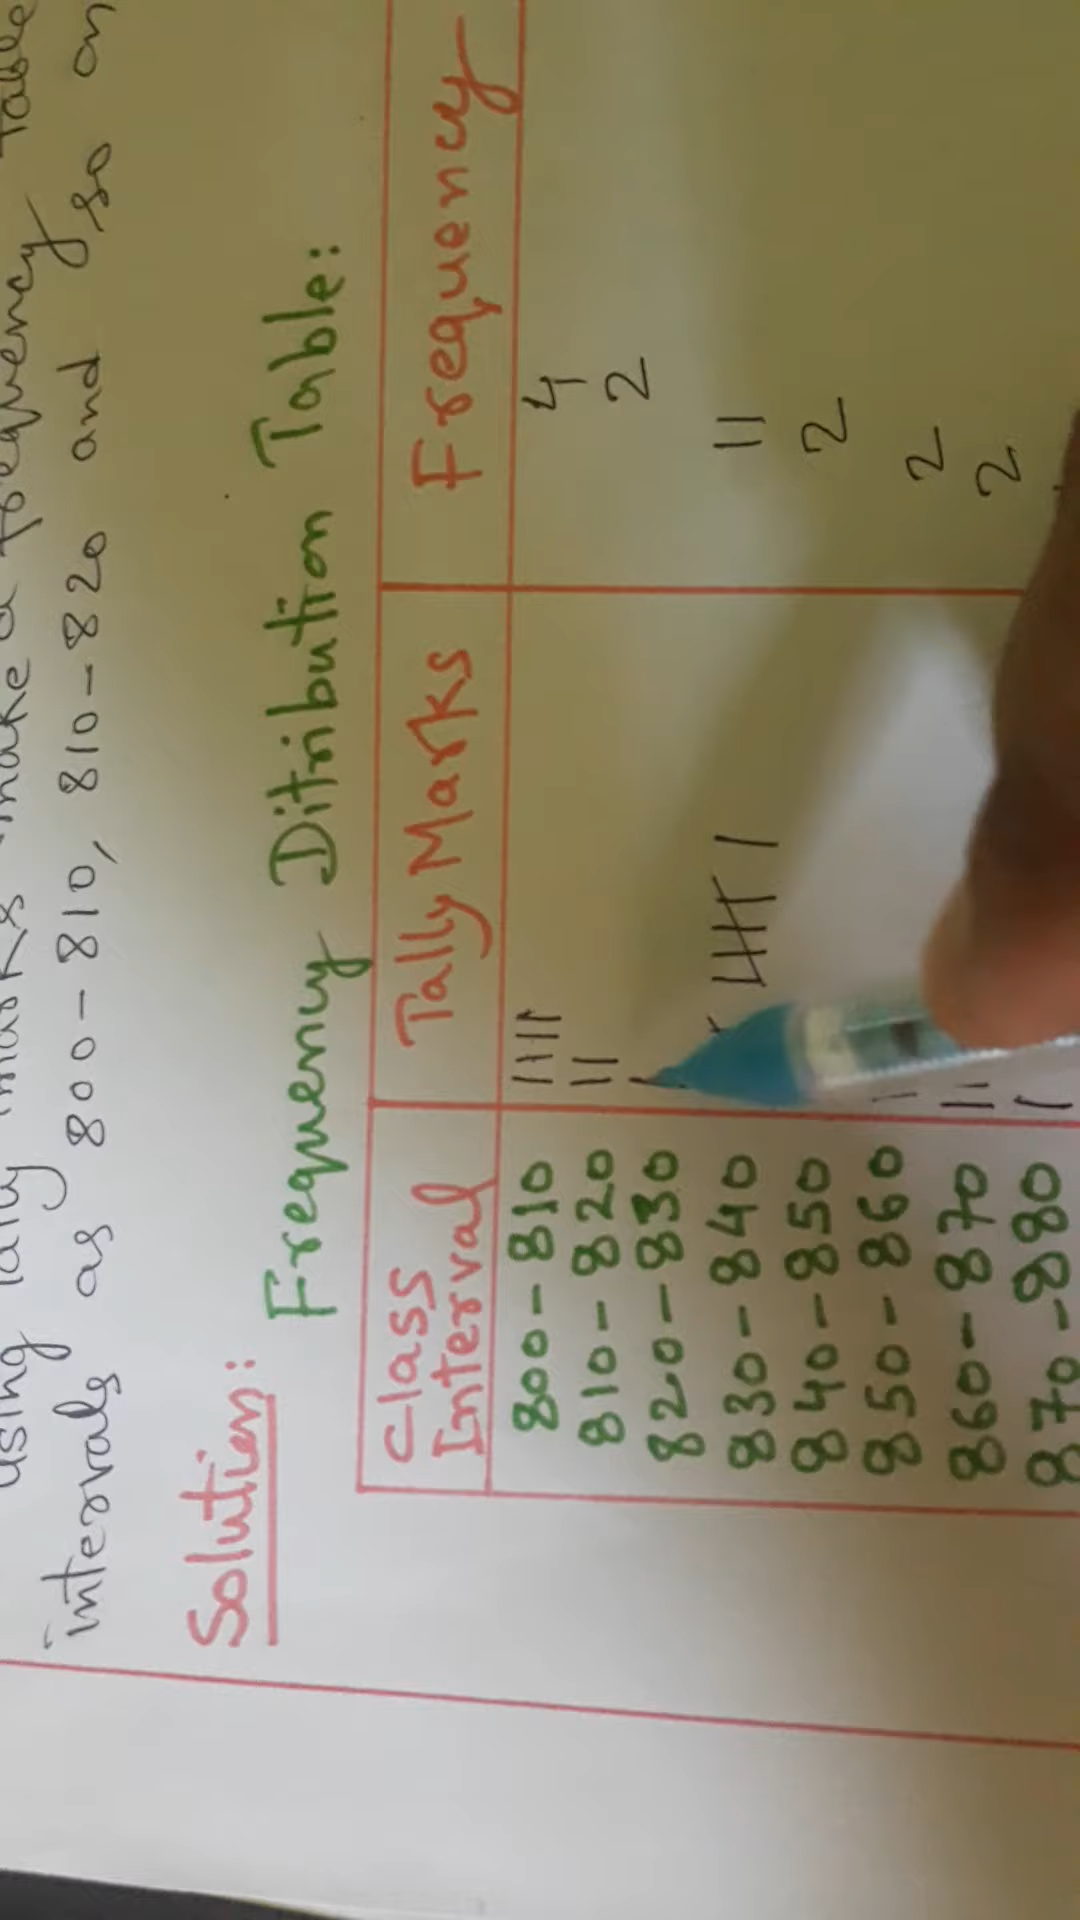 using Tally marks make a frequency table
intervals as 800-810, 810-820 and so on
Solution:
Frequency Ditribution Table:
Class Interval Tally Marks Frequency
800-810 |||| 4
810-820 || 2
820-830
830-840 |||| | 11
840-850 2
850-860 2
860-870 || 2
870-880